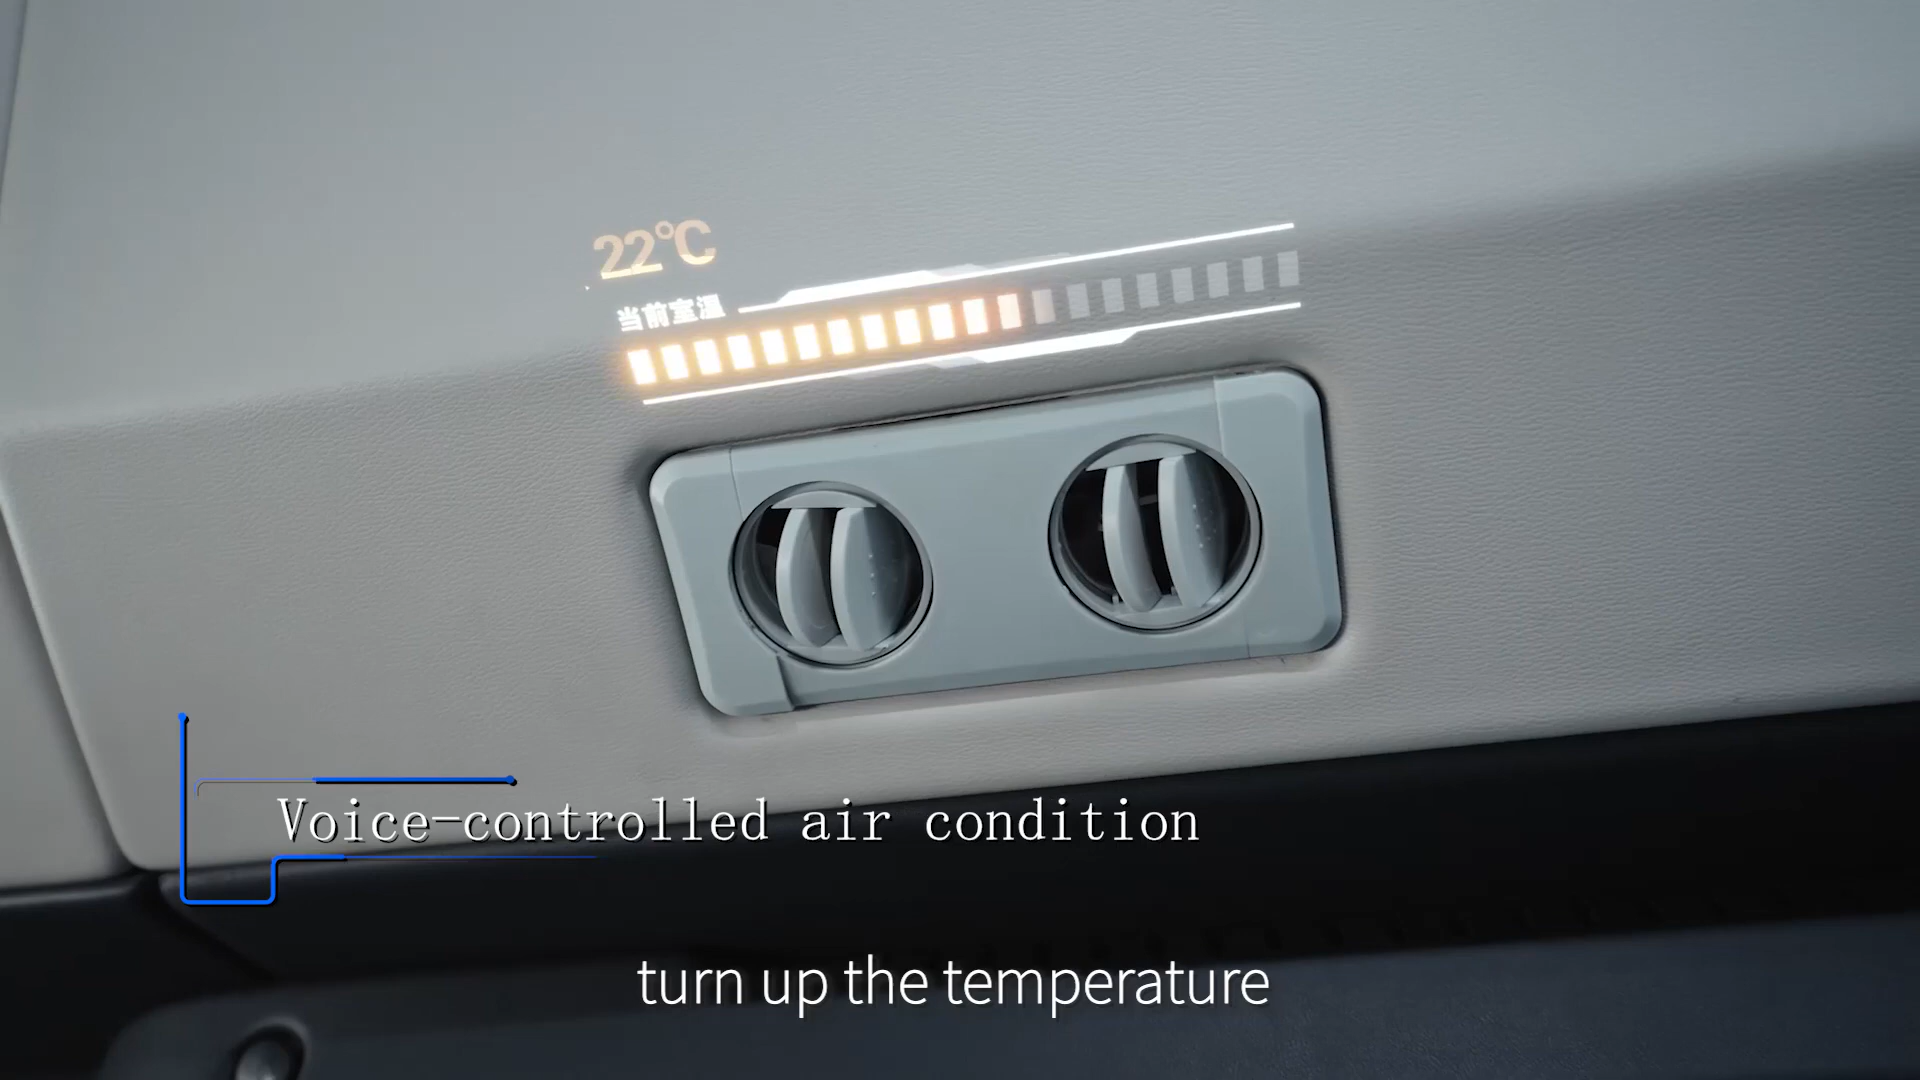 22℃
当前室温
Voice-controlled air condition
turn up the temperature